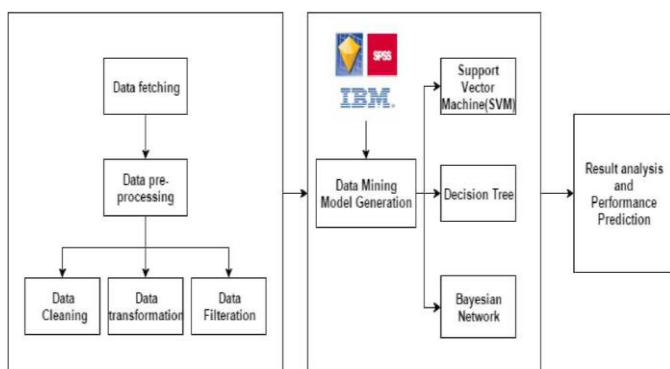 Data fetching
Data pre-
processing
Data
Cleaning
Data
transformation
Data
Filteration
SPSS
IBM®
Data Mining
Model Generation
Support
Vector
Machine(SVM)
Decision Tree
Bayesian
Network
Result analysis
and
Performance
Prediction